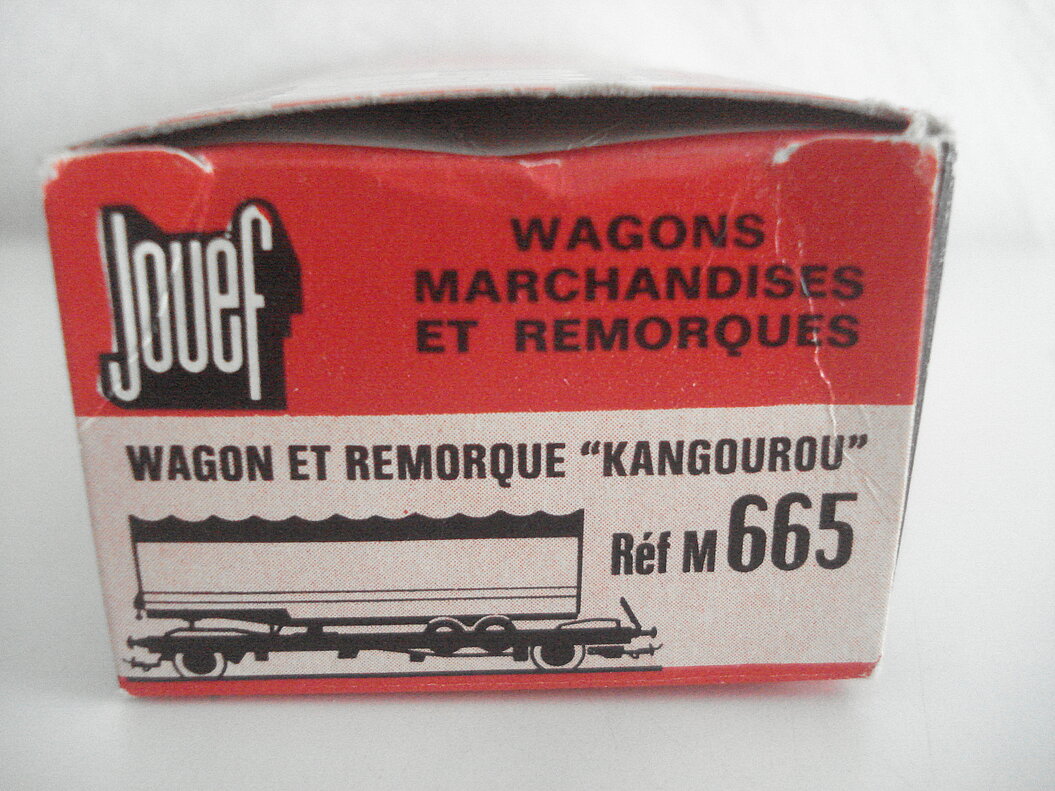 Jouef
WAGONS
MARCHANDISES
ET REMORQUES
WAGON ET REMORQUE "KANGOUROU"
Réf M 665